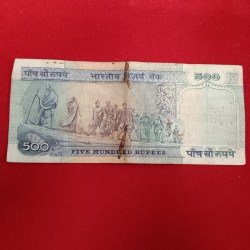 पाँच सौ रुपये भारतीय रिज़र्व बैंक ५००
500 FIVE HUNDRED RUPEES पाँच सौ रुपये